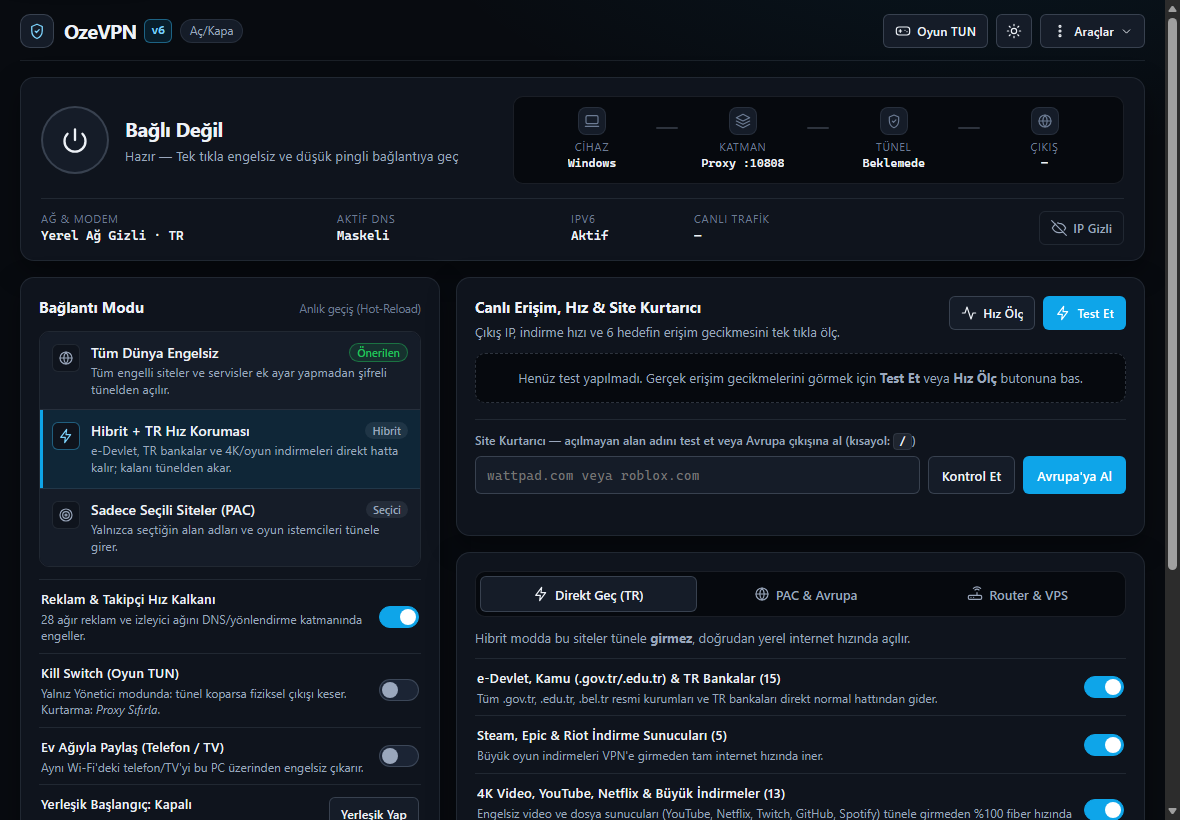 OzeVPN v6 Aç/Kapa
Oyun TUN
Araçlar
Bağlı Değil
Hazır — Tek tıkla engelsiz ve düşük pingli bağlantıya geç
CİHAZ
Windows
KATMAN
Proxy :10808
TÜNEL
Beklemede
ÇIKIŞ
—
AĞ & MODEM
Yerel Ağ Gizli · TR
AKTİF DNS
Maskeli
IPV6
Aktif
CANLI TRAFİK
—
IP Gizli
Bağlantı Modu
Anlık geçiş (Hot-Reload)
Tüm Dünya Engelsiz
Önerilen
Tüm engelli siteler ve servisler ek ayar yapmadan şifreli
tünelden açılır.
Hibrit + TR Hız Koruması
Hibrit
e-Devlet, TR bankalar ve 4K/oyun indirmeleri direkt hatta
kalır; kalanı tünelden akar.
Sadece Seçili Siteler (PAC)
Seçici
Yalnızca seçtiğin alan adları ve oyun istemcileri tünele
girer.
Reklam & Takipçi Hız Kalkanı
28 ağır reklam ve izleyici ağını DNS/yönlendirme katmanında
engeller.
Kill Switch (Oyun TUN)
Yalnız Yönetici modunda: tünel koparsa fiziksel çıkışı keser.
Kurtarma: Proxy Sıfırla.
Ev Ağıyla Paylaş (Telefon / TV)
Aynı Wi-Fi'deki telefon/TV'yi bu PC üzerinden engelsiz çıkarır.
Yerleşik Başlangıç: Kapalı
Yerleşik Yap
Canlı Erişim, Hız & Site Kurtarıcı
Çıkış IP, indirme hızı ve 6 hedefin erişim gecikmesini tek tıkla ölç.
Hız Ölç
Test Et
Henüz test yapılmadı. Gerçek erişim gecikmelerini görmek için Test Et veya Hız Ölç butonuna bas.
Site Kurtarıcı — açılmayan alan adını test et veya Avrupa çıkışına al (kısayol: / )
wattpad.com veya roblox.com
Kontrol Et
Avrupa'ya Al
Direkt Geç (TR)
PAC & Avrupa
Router & VPS
Hibrit modda bu siteler tünele girmez, doğrudan yerel internet hızında açılır.
e-Devlet, Kamu (.gov.tr/.edu.tr) & TR Bankalar (15)
Tüm .gov.tr, .edu.tr, .bel.tr resmi kurumları ve TR bankaları direkt normal hattından gider.
Steam, Epic & Riot İndirme Sunucuları (5)
Büyük oyun indirmeleri VPN'e girmeden tam internet hızında iner.
4K Video, YouTube, Netflix & Büyük İndirmeler (13)
Engelsiz video ve dosya sunucuları (YouTube, Netflix, Twitch, GitHub, Spotify) tünele girmeden %100 fiber hızında